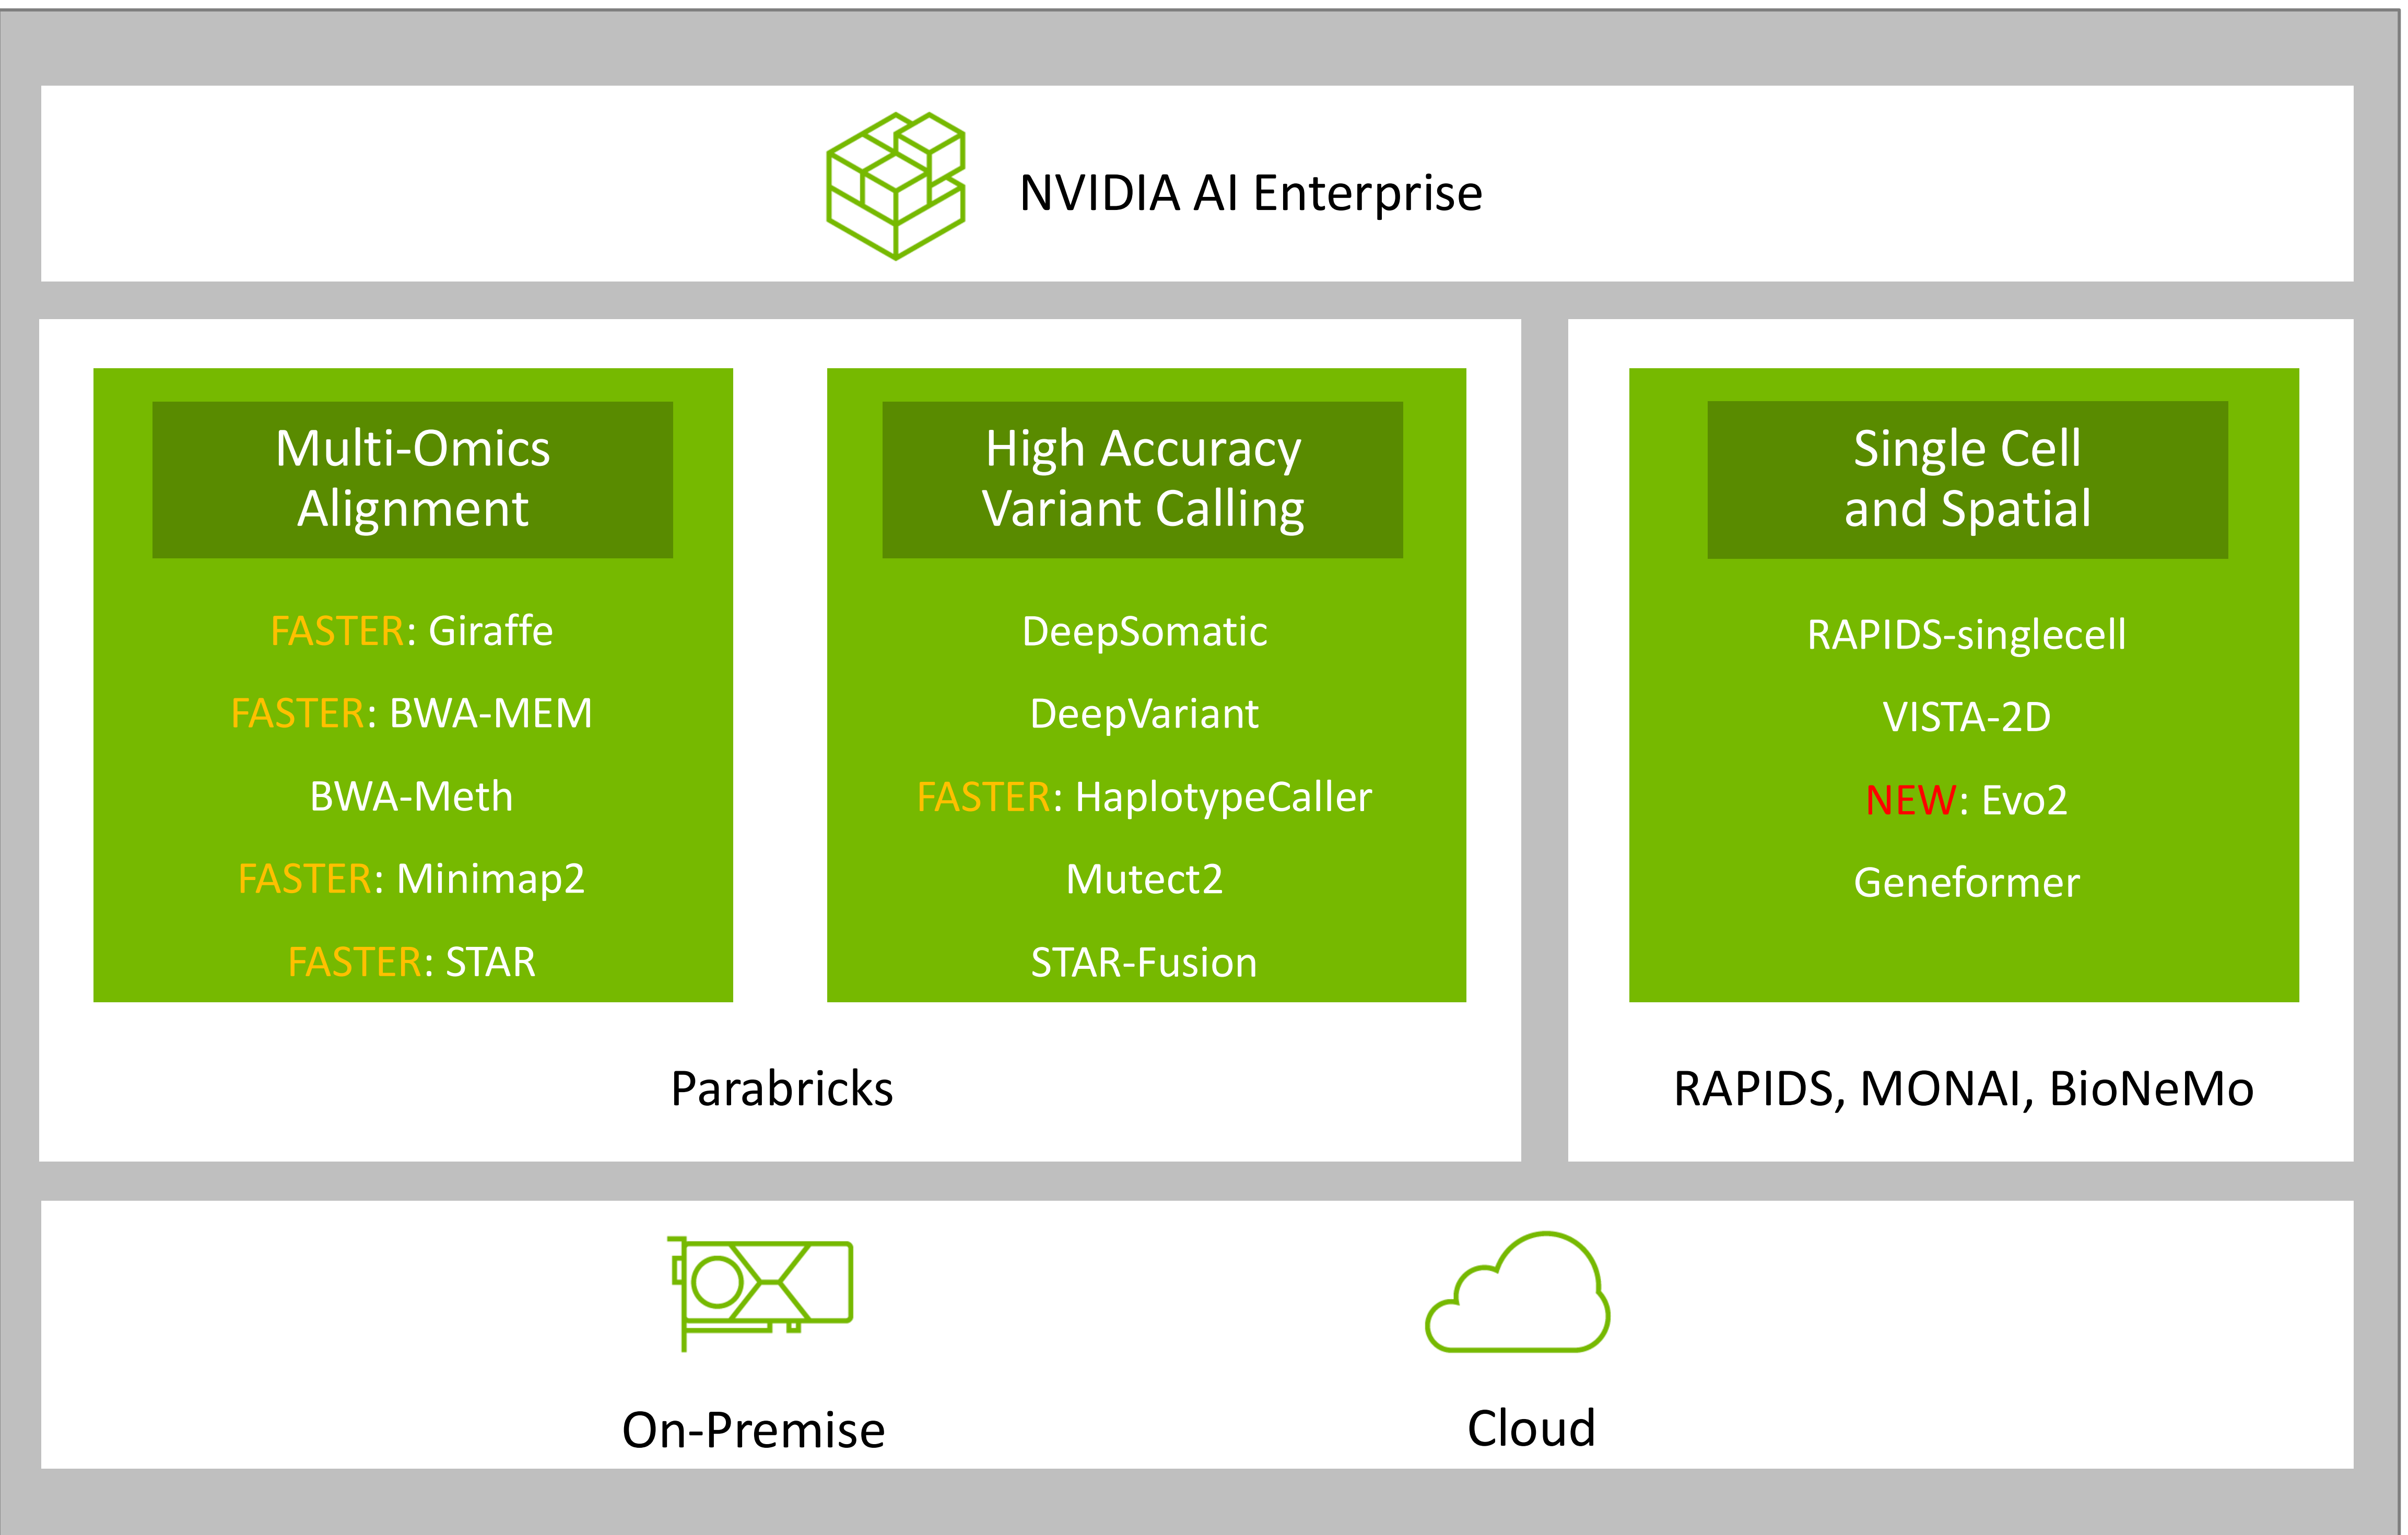 NVIDIA AI Enterprise
Multi-Omics
Alignment
FASTER: Giraffe
FASTER: BWA-MEM
BWA-Meth
FASTER: Minimap2
FASTER: STAR
High Accuracy
Variant Calling
DeepSomatic
DeepVariant
FASTER: HaplotypeCaller
Mutect2
STAR-Fusion
Parabricks
Single Cell
and Spatial
RAPIDS-singlecell
VISTA-2D
NEW: Evo2
Geneformer
RAPIDS, MONAI, BioNeMo
On-Premise
Cloud